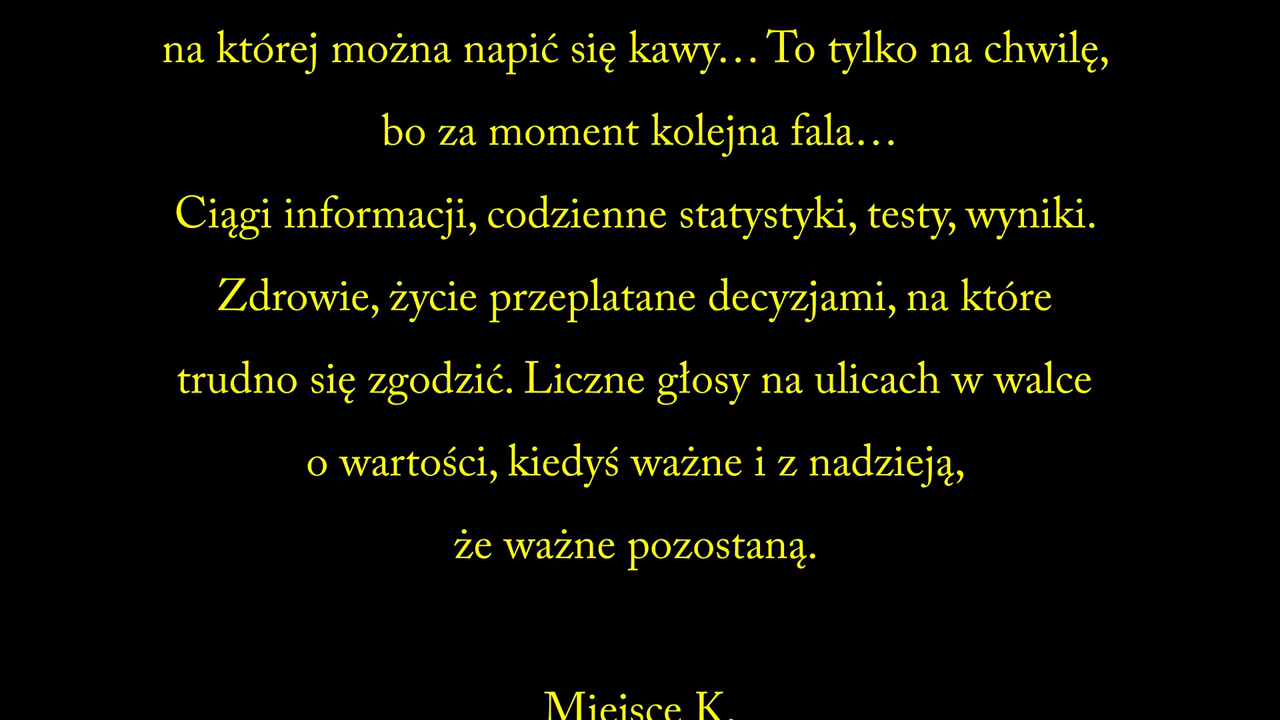 na której można napić się kawy… To tylko na chwilę,
bo za moment kolejna fala…
Ciągi informacji, codzienne statystyki, testy, wyniki.
Zdrowie, życie przeplatane decyzjami, na które
trudno się zgodzić. Liczne głosy na ulicach w walce
o wartości, kiedyś ważne i z nadzieją,
że ważne pozostaną.
Miejsce K.